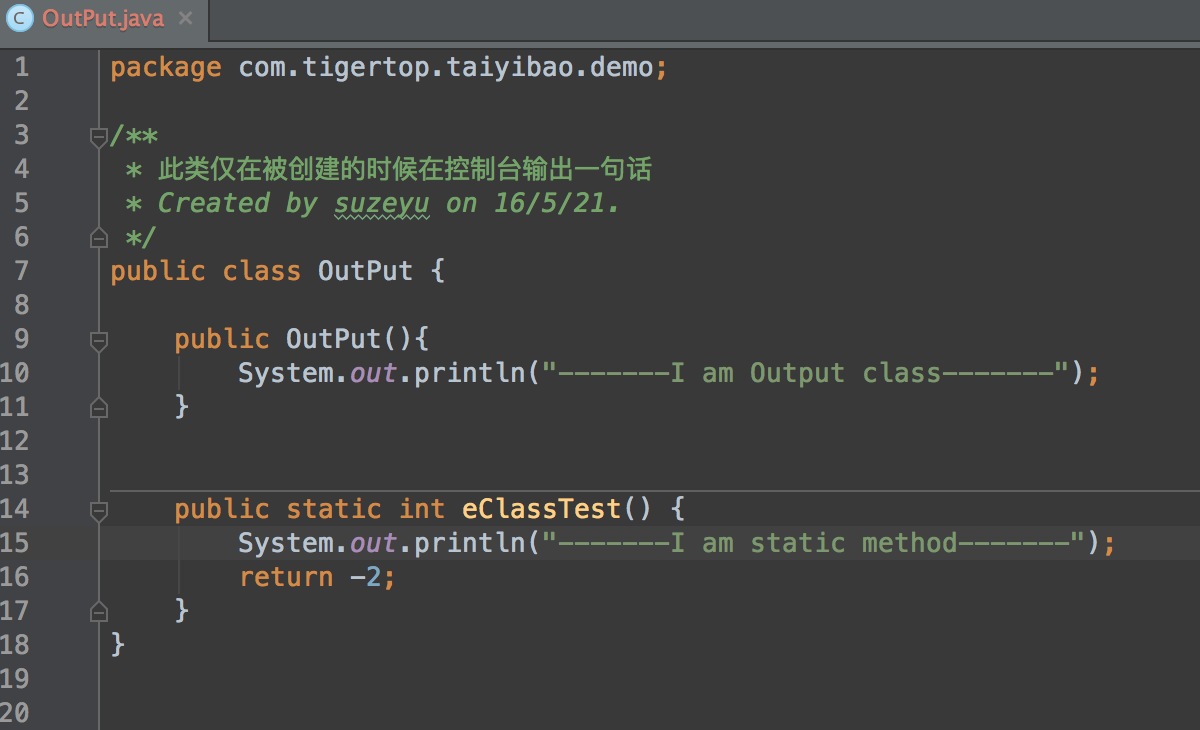 C OutPut.java ×
1 package com.tigertop.taiyibao.demo;
2
3 /**
4  * 此类仅在被创建的时候在控制台输出一句话
5  * Created by suzeyu on 16/5/21.
6  */
7 public class OutPut {
8
9     public OutPut(){
10         System.out.println("-------I am Output class-------");
11     }
12
13
14     public static int eClassTest() {
15         System.out.println("-------I am static method-------");
16         return -2;
17     }
18 }
19
20